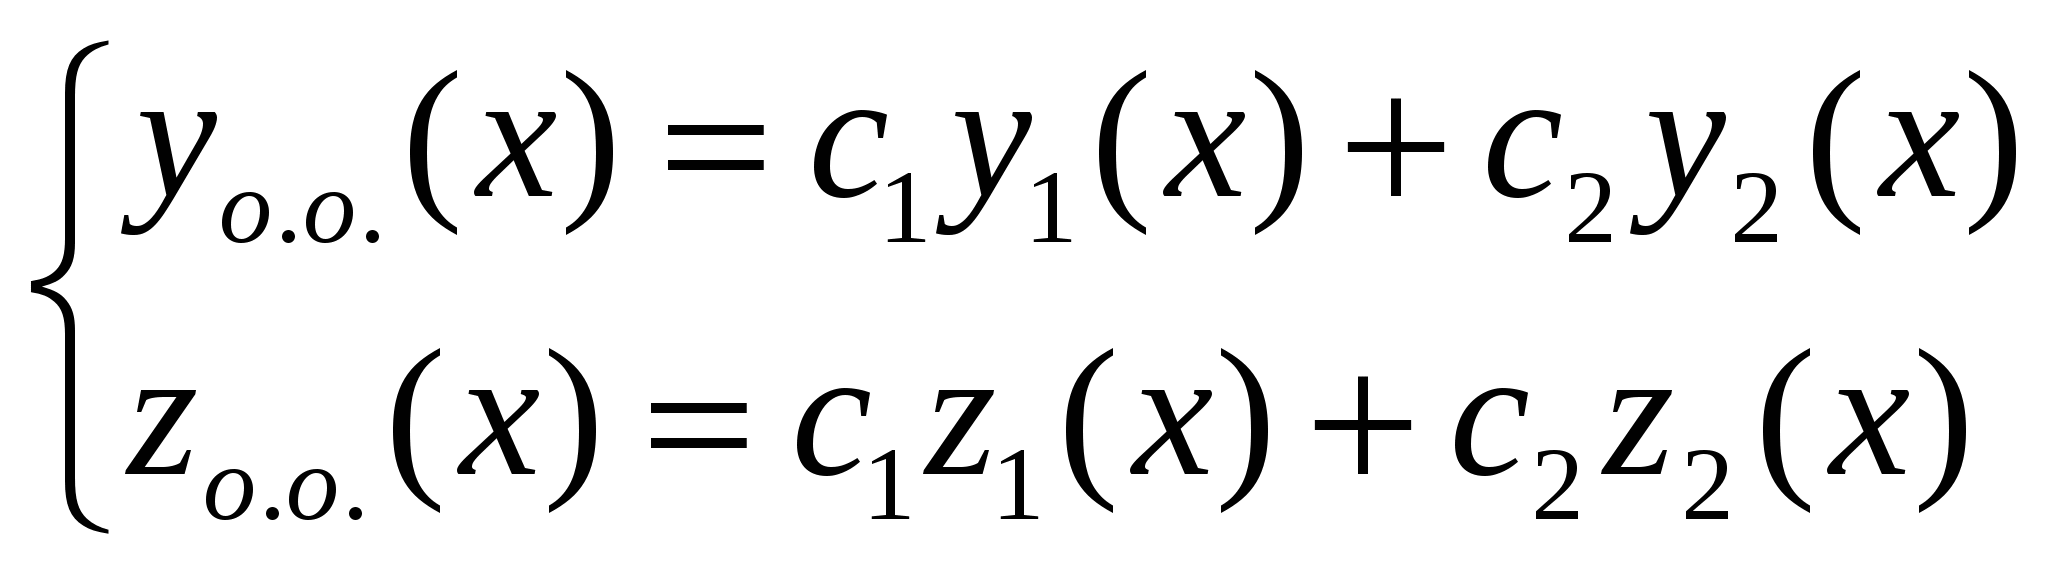 y_{o.o.}(x) = c_1 y_1(x) + c_2 y_2(x)
z_{o.o.}(x) = c_1 z_1(x) + c_2 z_2(x)